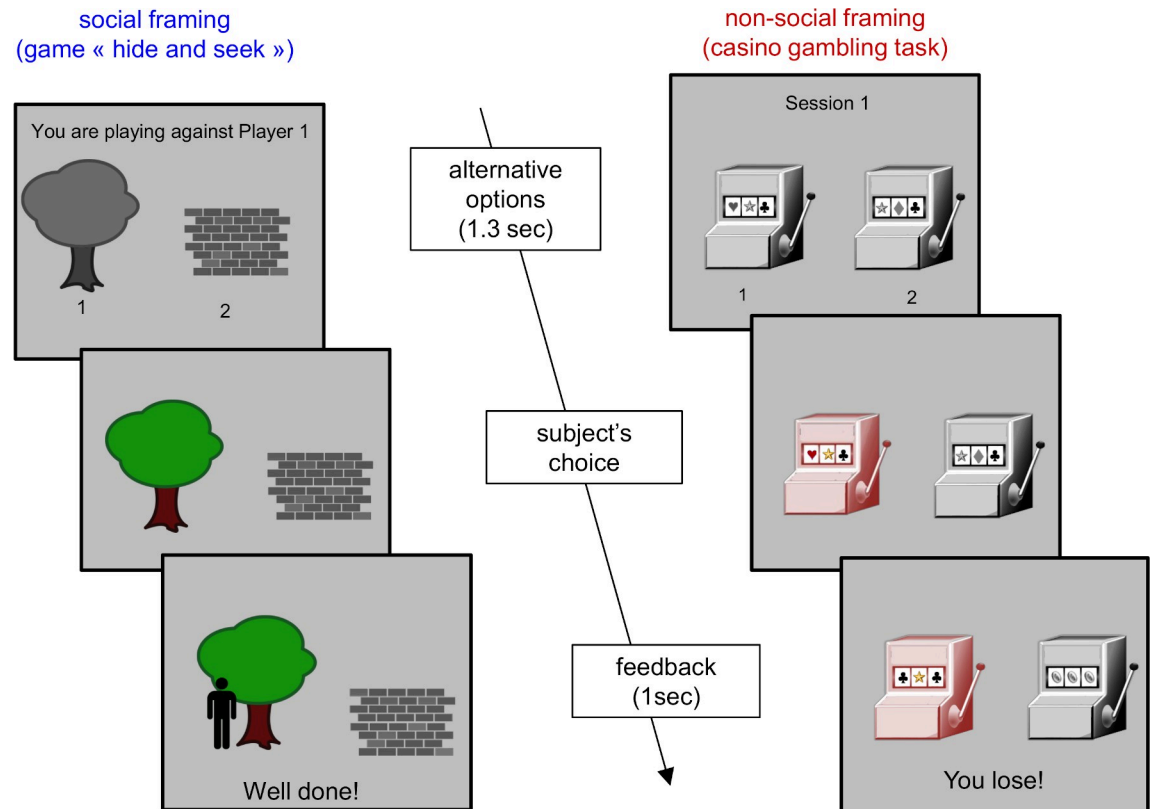 social framing
(game « hide and seek »)
non-social framing
(casino gambling task)
You are playing against Player 1
1
2
alternative
options
(1.3 sec)
Session 1
1
2
subject's
choice
feedback
(1sec)
Well done!
You lose!